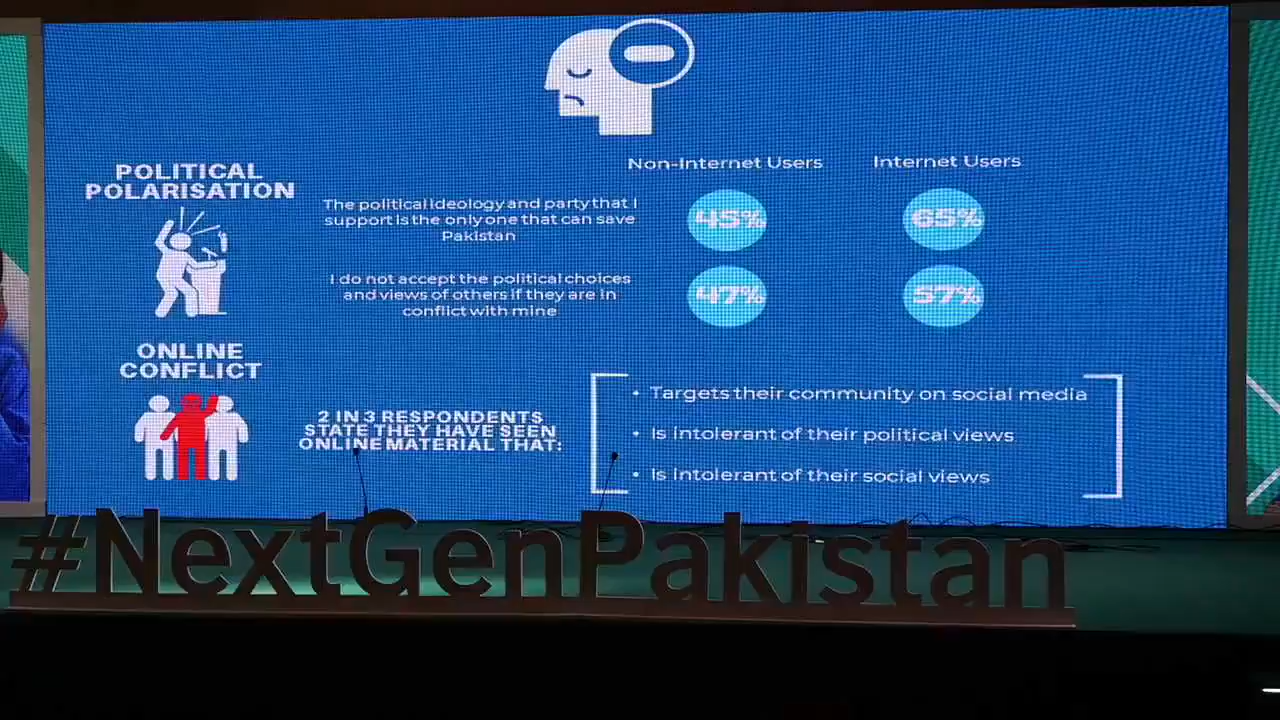 Non-Internet Users
Internet Users
POLITICAL
POLARISATION
The political ideology and party that I
support is the only one that can save
Pakistan
45%
65%
I do not accept the political choices
and views of others if they are in
conflict with mine
47%
57%
ONLINE
CONFLICT
2 IN 3 RESPONDENTS
STATE THEY HAVE SEEN
ONLINE MATERIAL THAT:
• Targets their community on social media
• Is intolerant of their political views
• Is intolerant of their social views
#NextGenPakistan